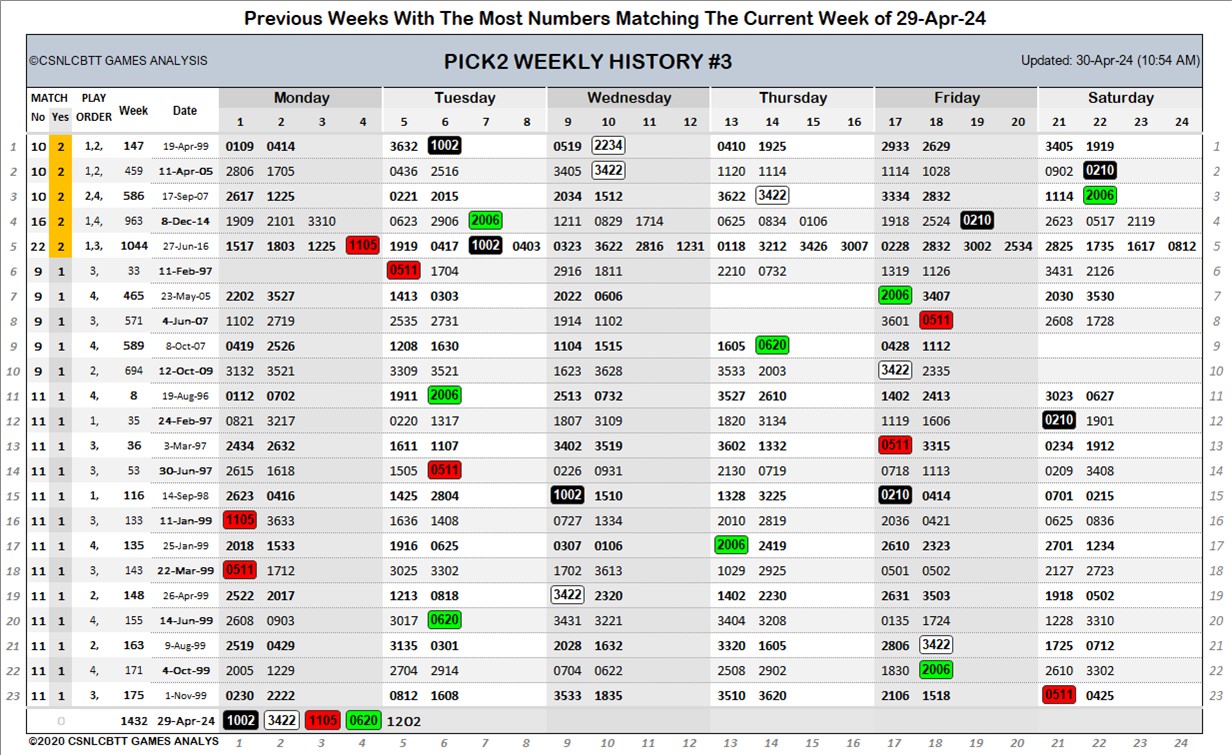 Previous Weeks With The Most Numbers Matching The Current Week of 29-Apr-24
©CSNLCBTT GAMES ANALYSIS PICK2 WEEKLY HISTORY #3 Updated: 30-Apr-24 (10:54 AM)
MATCH PLAY Week Date Monday Tuesday Wednesday Thursday Friday Saturday
No Yes ORDER 1 2 3 4 5 6 7 8 9 10 11 12 13 14 15 16 17 18 19 20 21 22 23 24
1 10 2 1,2, 147 19-Apr-99 0109 0414 3632 1002 0519 2234 0410 1925 2933 2629 3405 1919 1
2 10 2 1,2, 459 11-Apr-05 2806 1705 0436 2516 3405 3422 1120 1114 1114 1028 0902 0210 2
3 10 2 2,4, 586 17-Sep-07 2617 1225 0221 2015 2034 1512 3622 3422 3334 2832 1114 2006 3
4 16 2 1,4, 963 8-Dec-14 1909 2101 3310 0623 2906 2006 1211 0829 1714 0625 0834 0106 1918 2524 0210 2623 0517 2119 4
5 22 2 1,3, 1044 27-Jun-16 1517 1803 1225 1105 1919 0417 1002 0403 0323 3622 2816 1231 0118 3212 3426 3007 0228 2832 3002 2534 2825 1735 1617 0812 5
6 9 1 3, 33 11-Feb-97 0511 1704 2916 1811 2210 0732 1319 1126 3431 2126 6
7 9 1 4, 465 23-May-05 2202 3527 1413 0303 2022 0606 2006 3407 2030 3530 7
8 9 1 3, 571 4-Jun-07 1102 2719 2535 2731 1914 1102 3601 0511 2608 1728 8
9 9 1 4, 589 8-Oct-07 0419 2526 1208 1630 1104 1515 1605 0620 0428 1112 9
10 9 1 2, 694 12-Oct-09 3132 3521 3309 3521 1623 3628 3533 2003 3422 2335 10
11 11 1 4, 8 19-Aug-96 0112 0702 1911 2006 2513 0732 3527 2610 1402 2413 3023 0627 11
12 11 1 1, 35 24-Feb-97 0821 3217 0220 1317 1807 3109 1820 3134 1119 1606 0210 1901 12
13 11 1 3, 36 3-Mar-97 2434 2632 1611 1107 3402 3519 3602 1332 0511 3315 0234 1912 13
14 11 1 3, 53 30-Jun-97 2615 1618 1505 0511 0226 0931 2130 0719 0718 1113 0209 3408 14
15 11 1 1, 116 14-Sep-98 2623 0416 1425 2804 1002 1510 1328 3225 0210 0414 0701 0215 15
16 11 1 3, 133 11-Jan-99 1105 3633 1636 1408 0727 1334 2010 2819 2036 0421 0625 0836 16
17 11 1 4, 135 25-Jan-99 2018 1533 1916 0625 0307 0106 2006 2419 2610 2323 2701 1234 17
18 11 1 3, 143 22-Mar-99 0511 1712 3025 3302 1702 3613 1029 2925 0501 0502 2127 2723 18
19 11 1 2, 148 26-Apr-99 2522 2017 1213 0818 3422 2320 1402 2230 2631 3503 1918 0502 19
20 11 1 4, 155 14-Jun-99 2608 0903 3017 0620 3431 3221 3404 3208 0135 1724 1228 3310 20
21 11 1 2, 163 9-Aug-99 2519 0429 3135 0301 2028 1632 3320 1605 2806 3422 1725 0712 21
22 11 1 4, 171 4-Oct-99 2005 1229 2704 2914 0704 0622 2508 2902 1830 2006 2610 3302 22
23 11 1 3, 175 1-Nov-99 0230 2222 0812 1608 3533 1835 3510 3620 2106 1518 0511 0425 23
0 1432 29-Apr-24 1002 3422 1105 0620 1202
©2020 CSNLCBTT GAMES ANALYS 1 2 3 4 5 6 7 8 9 10 11 12 13 14 15 16 17 18 19 20 21 22 23 24